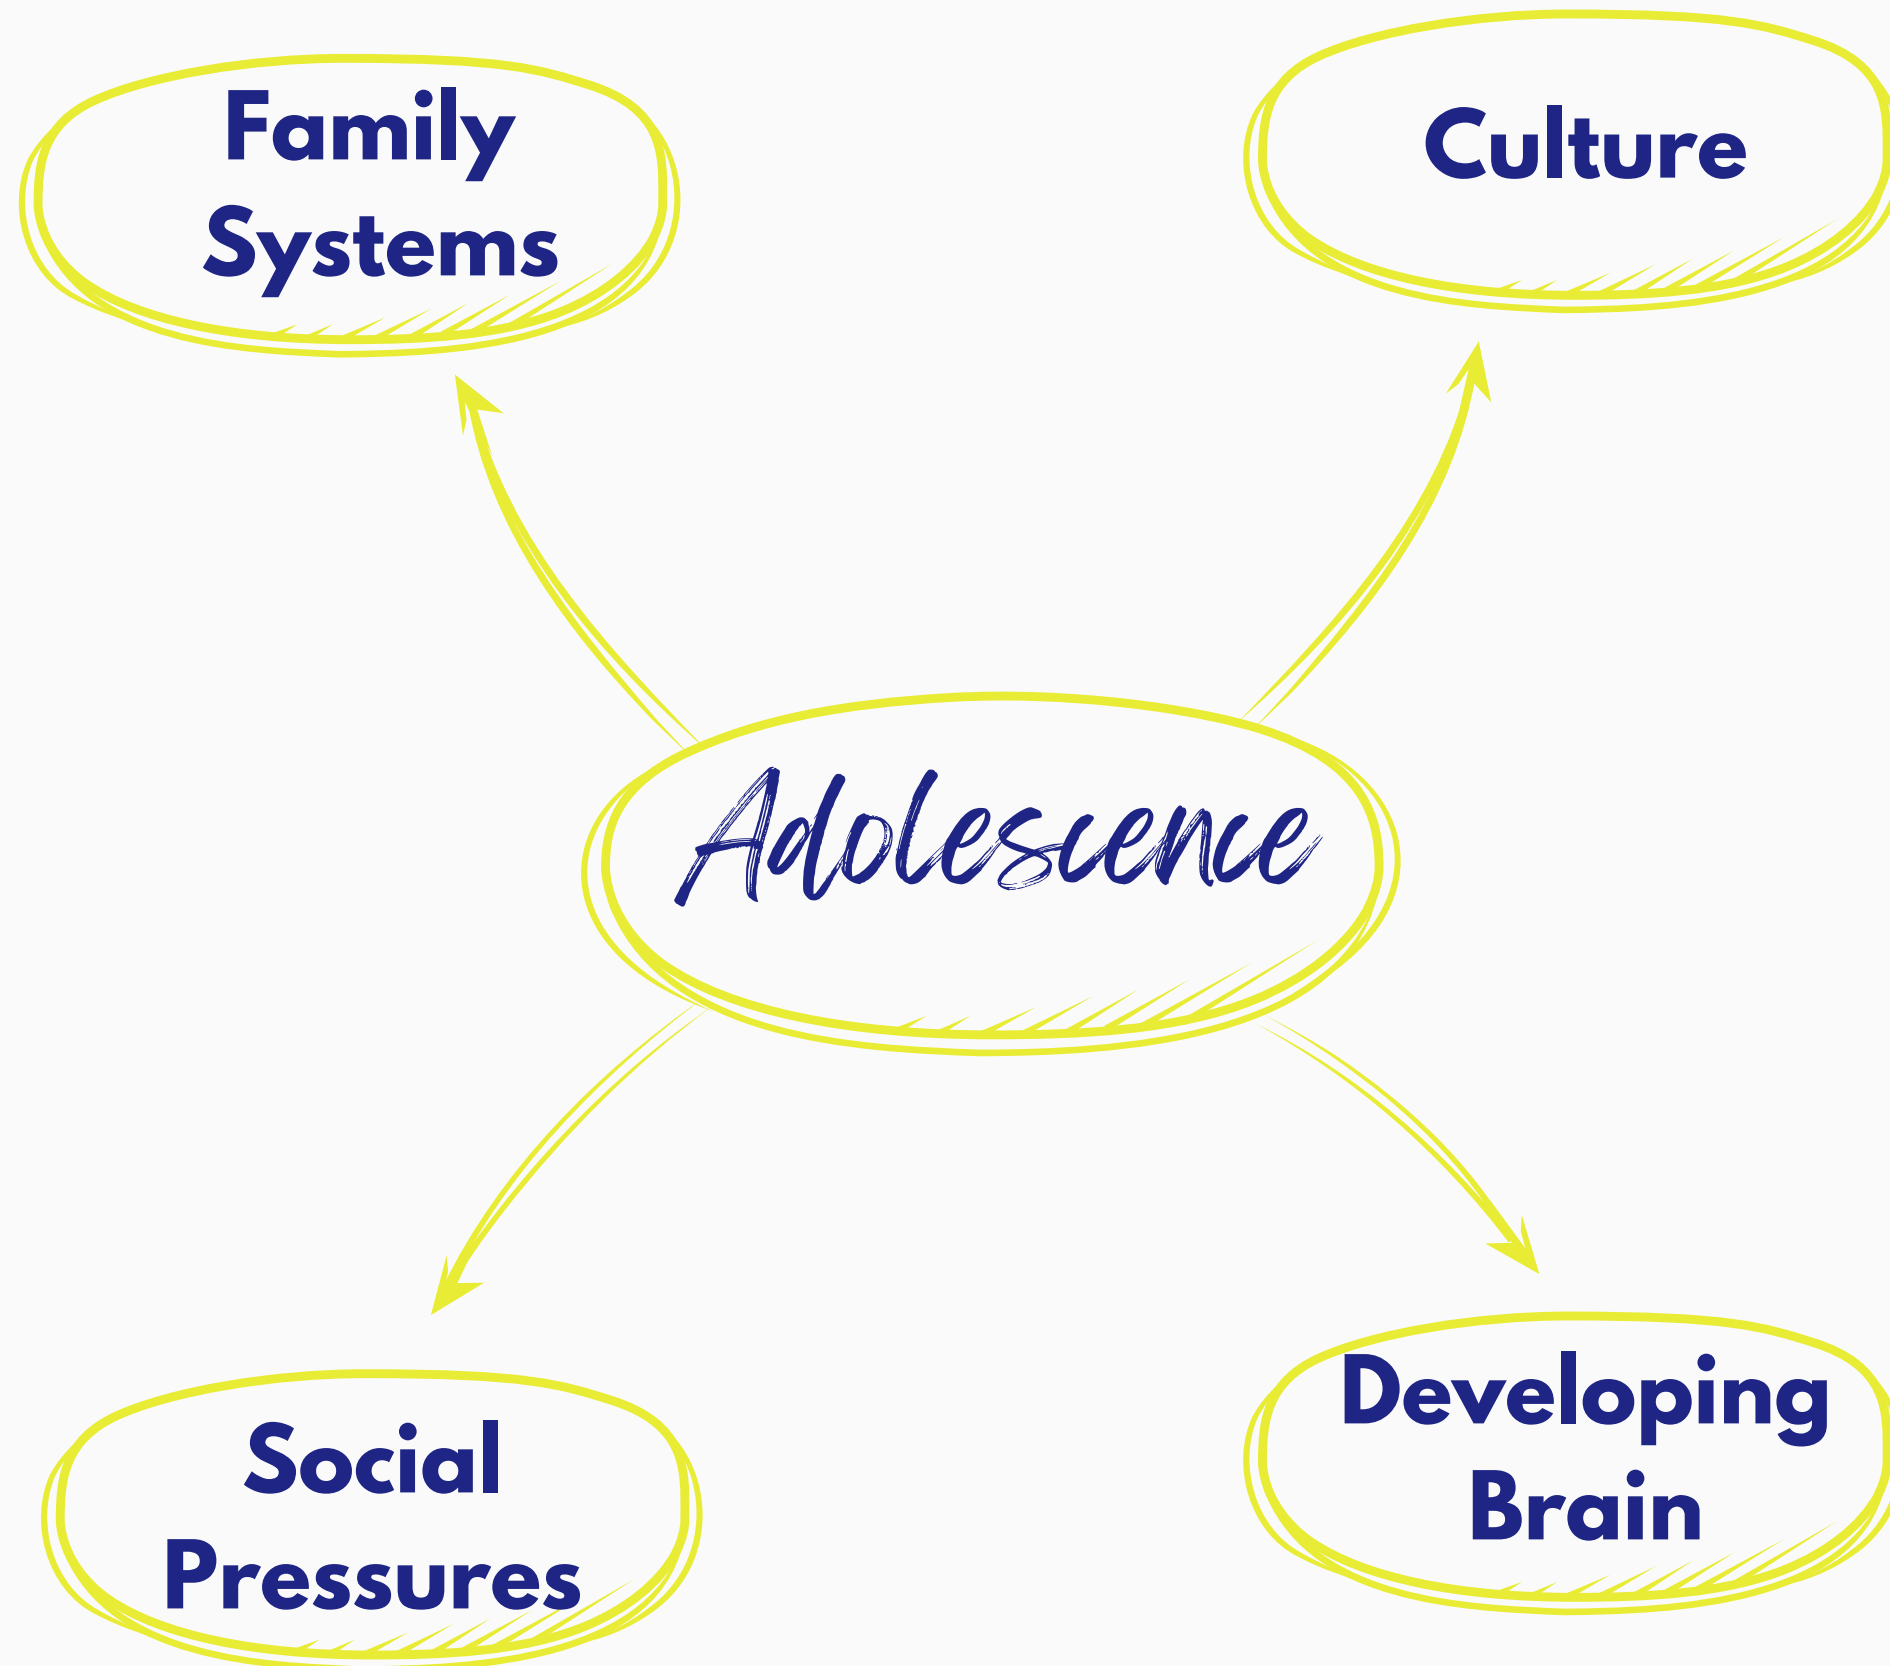 Family
Systems
Culture
Adolescence
Social
Pressures
Developing
Brain